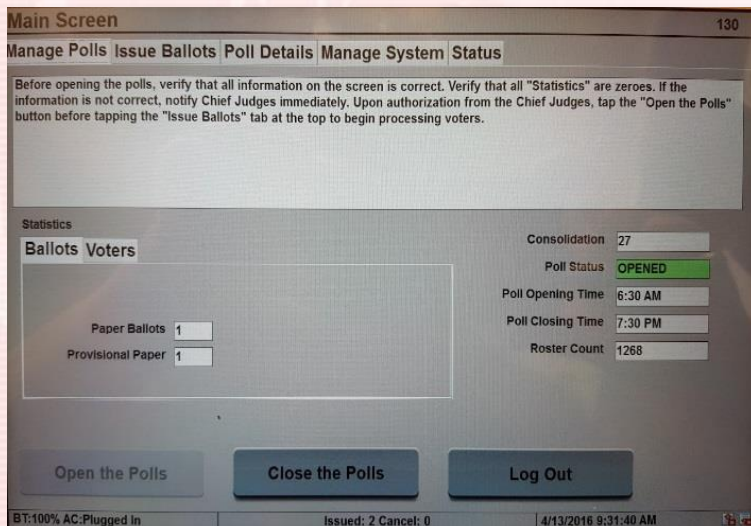 Main Screen
130
Manage Polls Issue Ballots Poll Details Manage System Status
Before opening the polls, verify that all information on the screen is correct. Verify that all "Statistics" are zeroes. If the
information is not correct, notify Chief Judges immediately. Upon authorization from the Chief Judges, tap the "Open the Polls"
button before tapping the "Issue Ballots" tab at the top to begin processing voters.
Statistics
Ballots Voters
Paper Ballots 1
Provisional Paper 1
Consolidation 27
Poll Status OPENED
Poll Opening Time 6:30 AM
Poll Closing Time 7:30 PM
Roster Count 1268
Open the Polls
Close the Polls
Log Out
BT:100% AC:Plugged In
Issued: 2 Cancel: 0
4/13/2016 9:31:40 AM